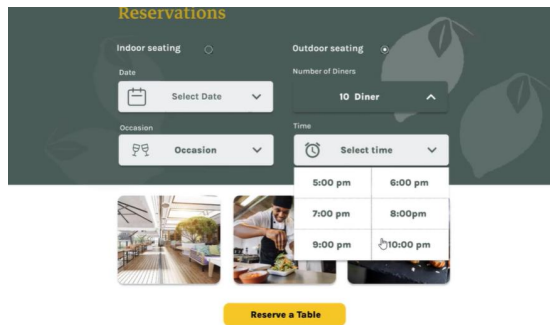 Reservations
Indoor seating
Outdoor seating
Date
Number of Diners
Select Date
10 Diner
Occasion
Time
Occasion
Select time
5:00 pm
6:00 pm
7:00 pm
8:00pm
9:00 pm
10:00 pm
Reserve a Table